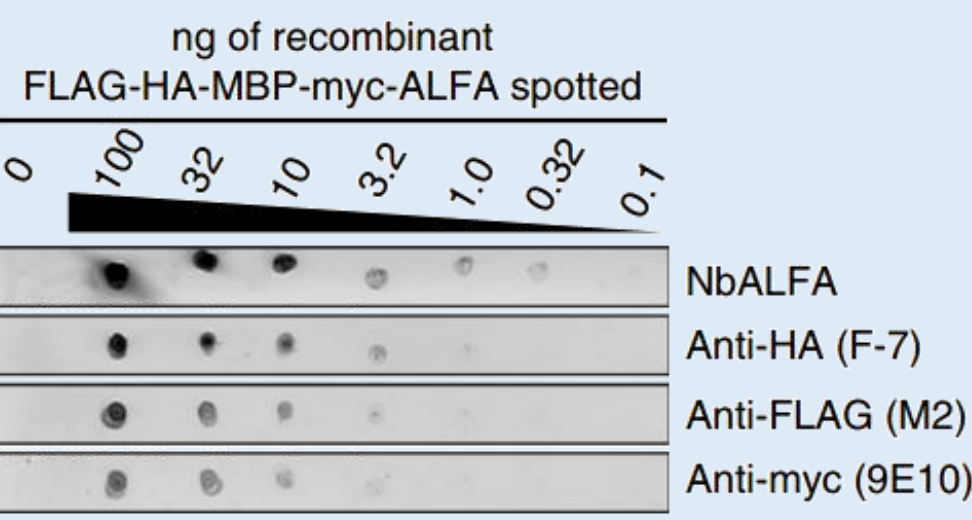 ng of recombinant
FLAG-HA-MBP-myc-ALFA spotted
0 100 32 10 3.2 1.0 0.32 0.1
NbALFA
Anti-HA (F-7)
Anti-FLAG (M2)
Anti-myc (9E10)